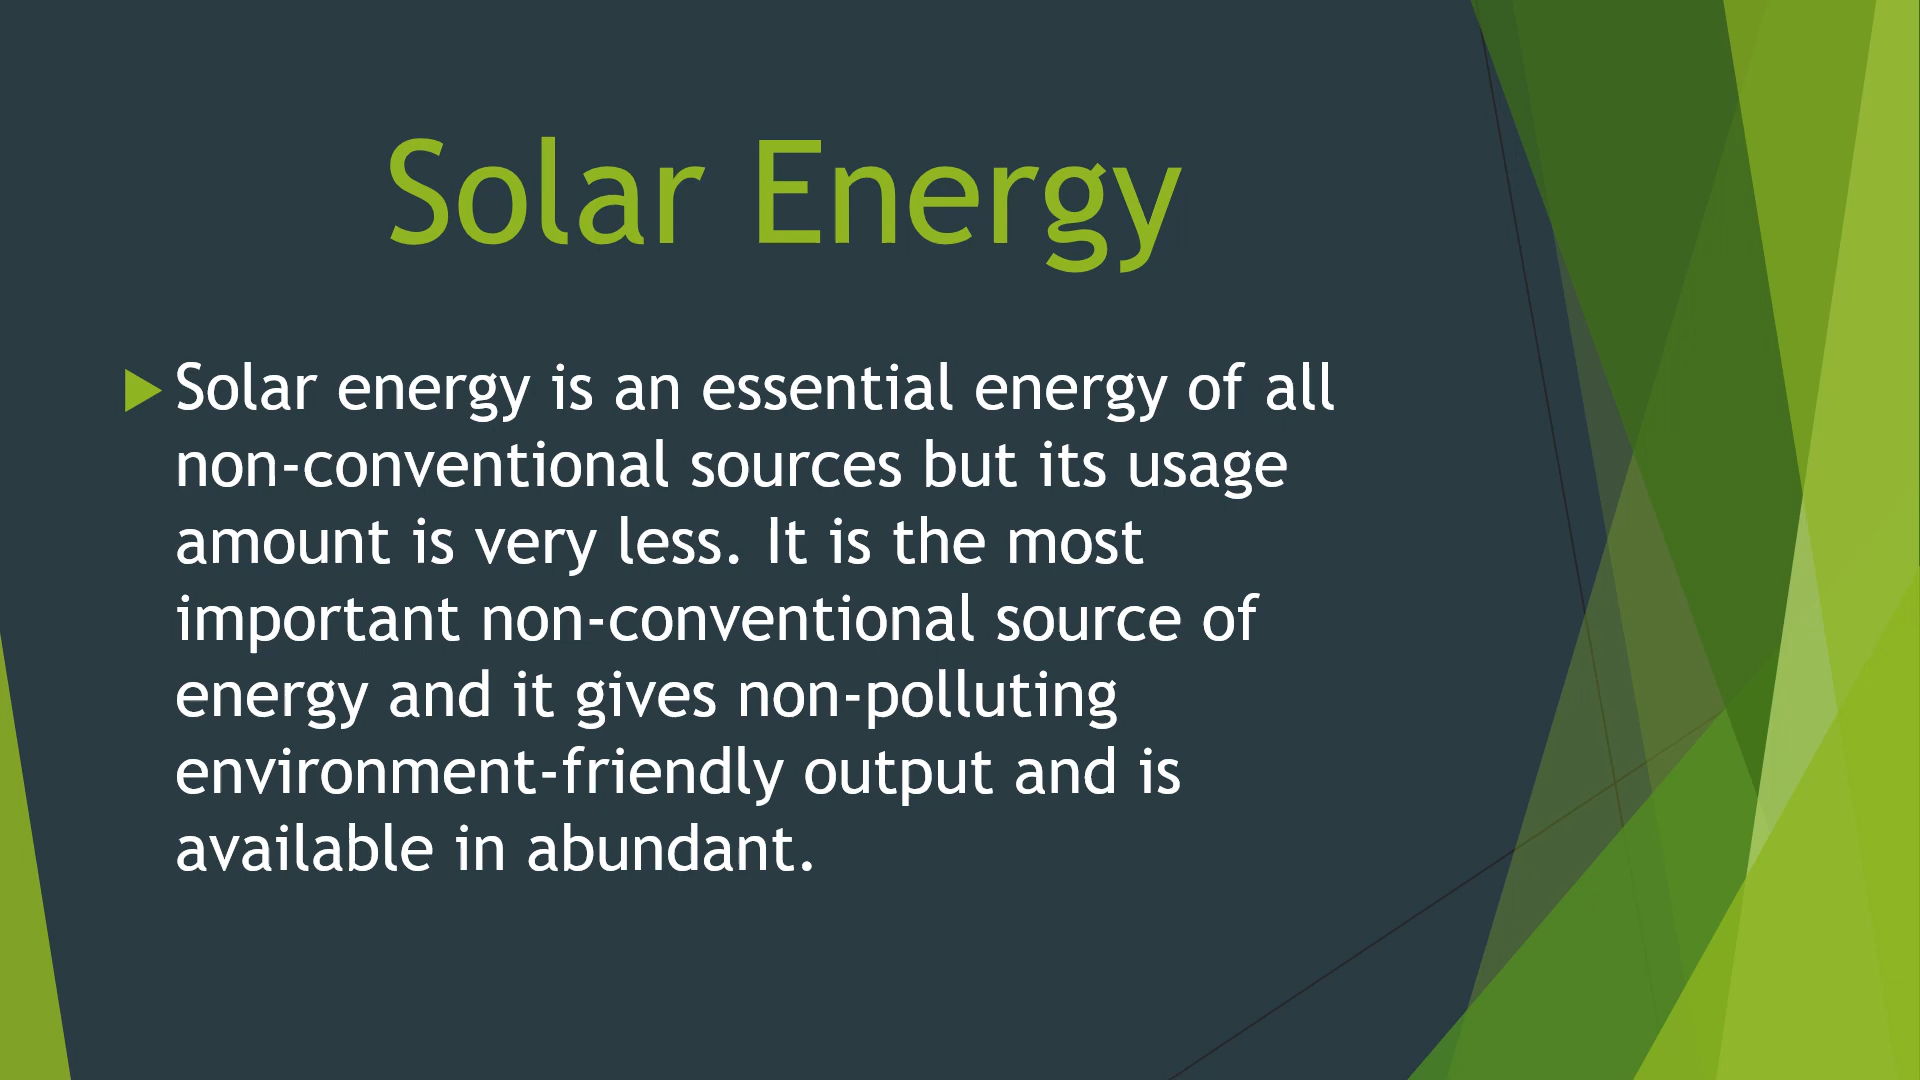 Solar Energy
Solar energy is an essential energy of all
non-conventional sources but its usage
amount is very less. It is the most
important non-conventional source of
energy and it gives non-polluting
environment-friendly output and is
available in abundant.